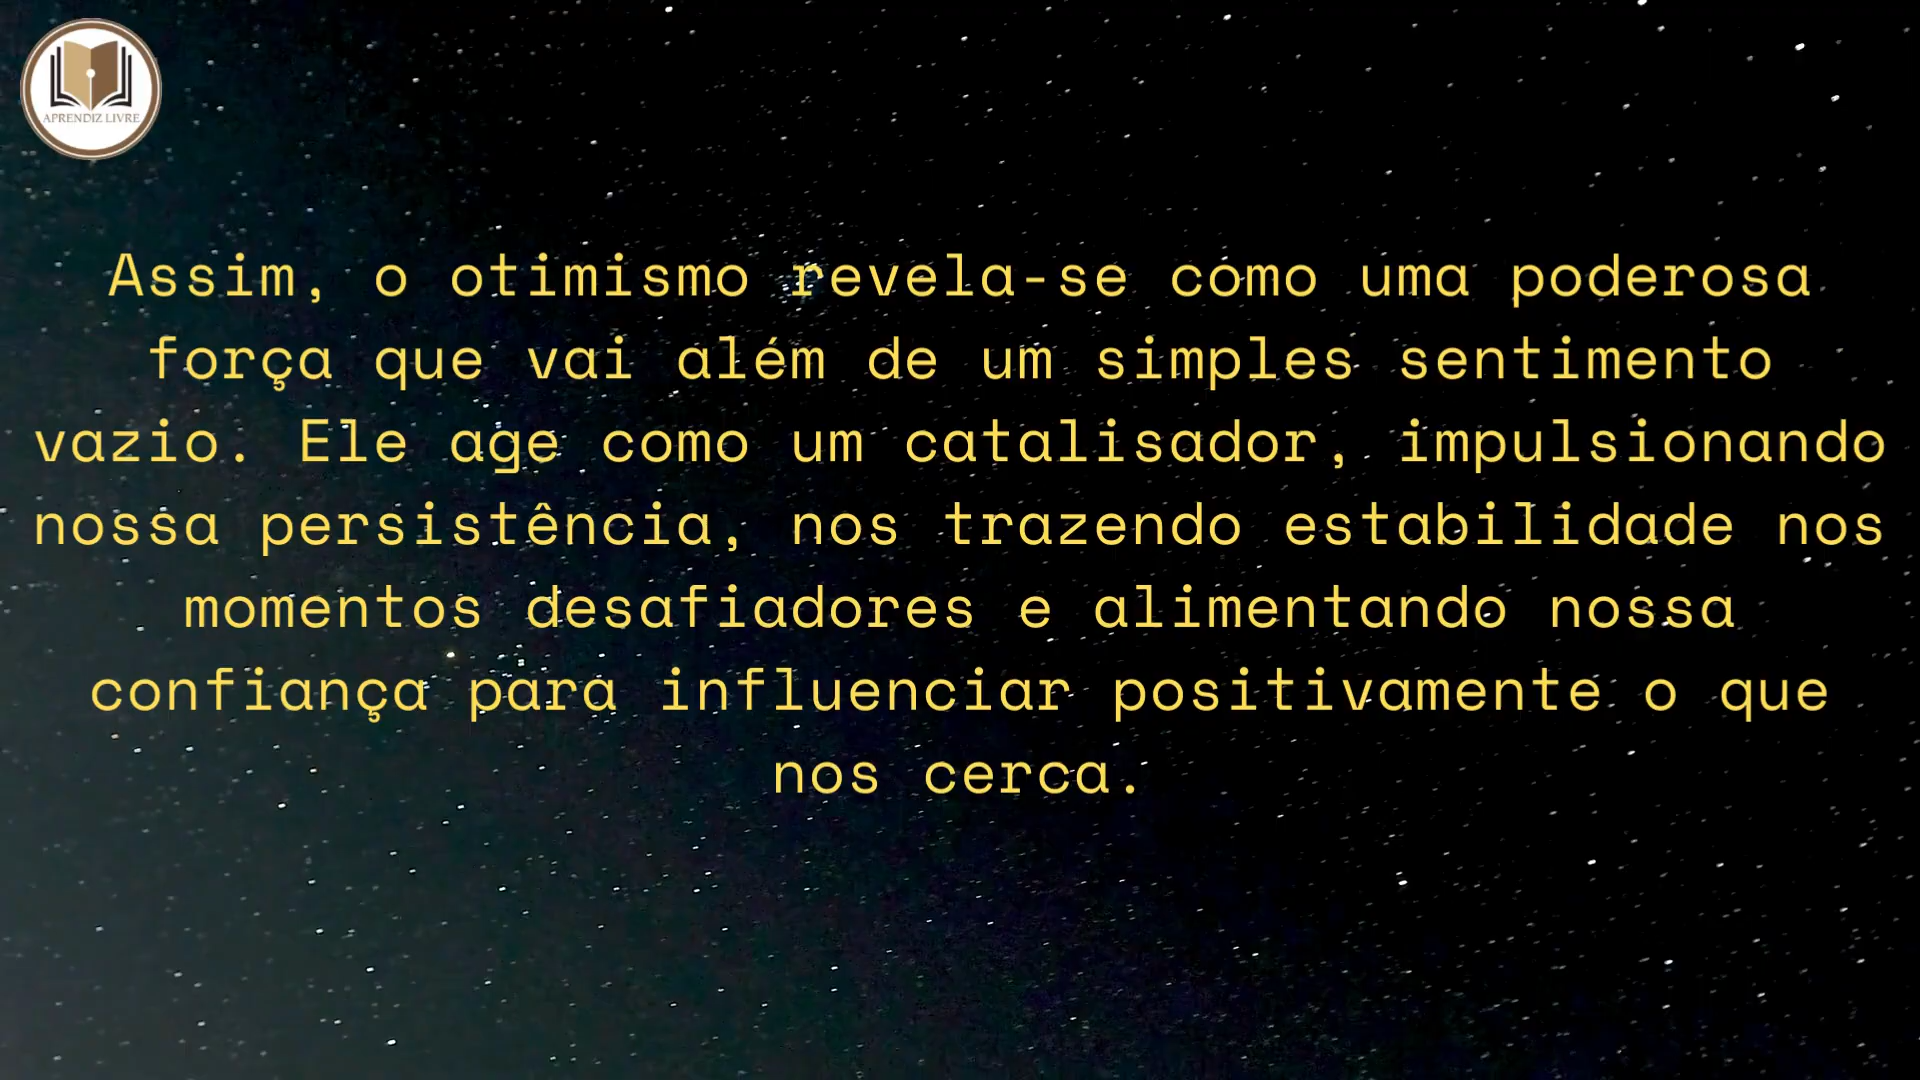 APRENDIZ LIVRE
Assim, o otimismo revela-se como uma poderosa
força que vai além de um simples sentimento
vazio. Ele age como um catalisador, impulsionando
nossa persistência, nos trazendo estabilidade nos
momentos desafiadores e alimentando nossa
confiança para influenciar positivamente o que
nos cerca.